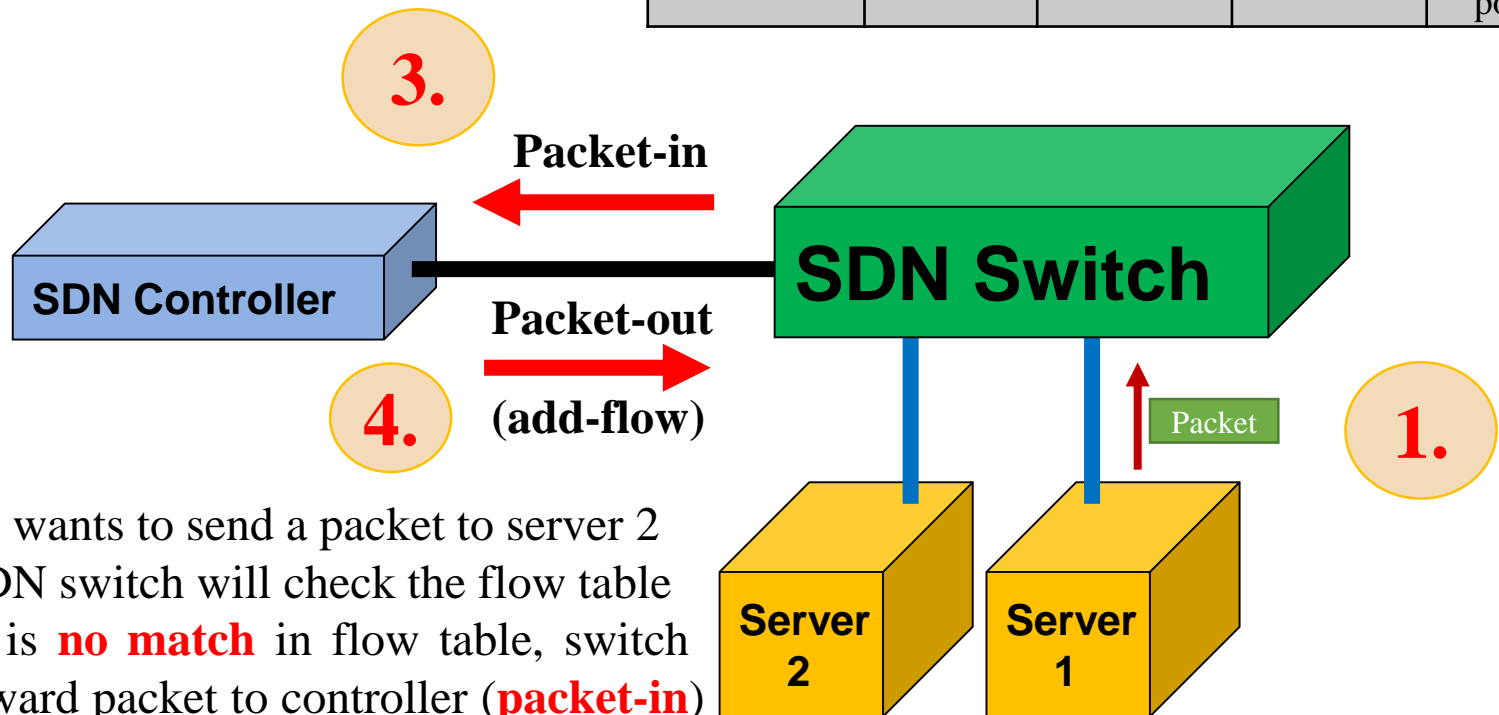 po
3.
Packet-in
SDN Switch
SDN Controller
Packet-out
(add-flow)
4.
Packet
1.
wants to send a packet to server 2
switch will check the flow table
is no match in flow table, switch
packet to controller (packet-in)
Server
2
Server
1